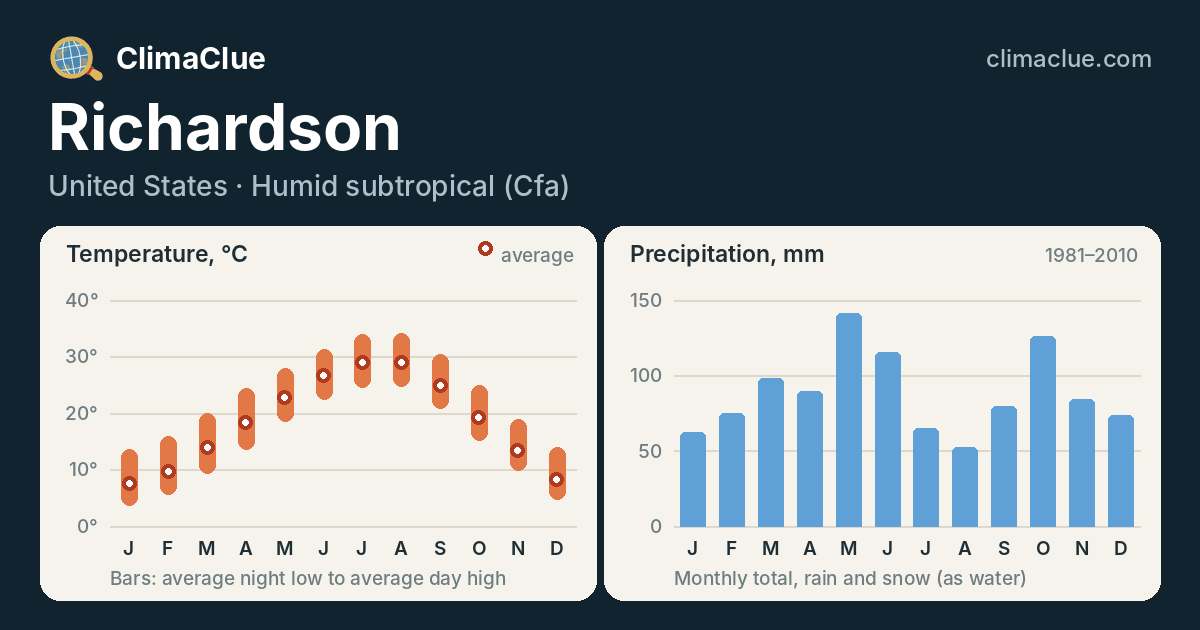 ClimaClue
climaclue.com
Richardson
United States · Humid subtropical (Cfa)
Temperature, °C
average
40°
30°
20°
10°
0°
J F M A M J J A S O N D
Bars: average night low to average day high
Precipitation, mm
1981–2010
150
100
50
0
J F M A M J J A S O N D
Monthly total, rain and snow (as water)